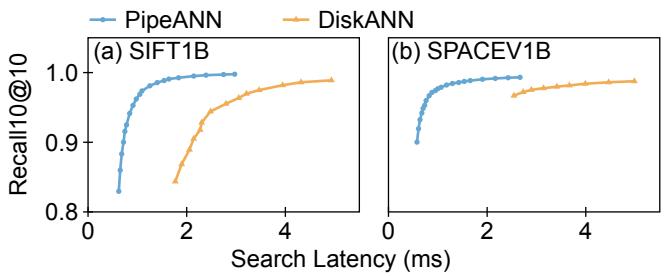 PipeANN DiskANN
(a) SIFT1B (b) SPACEV1B
Recall10@10
1.0
0.9
0.8
0 2 4 0 2 4
Search Latency (ms)